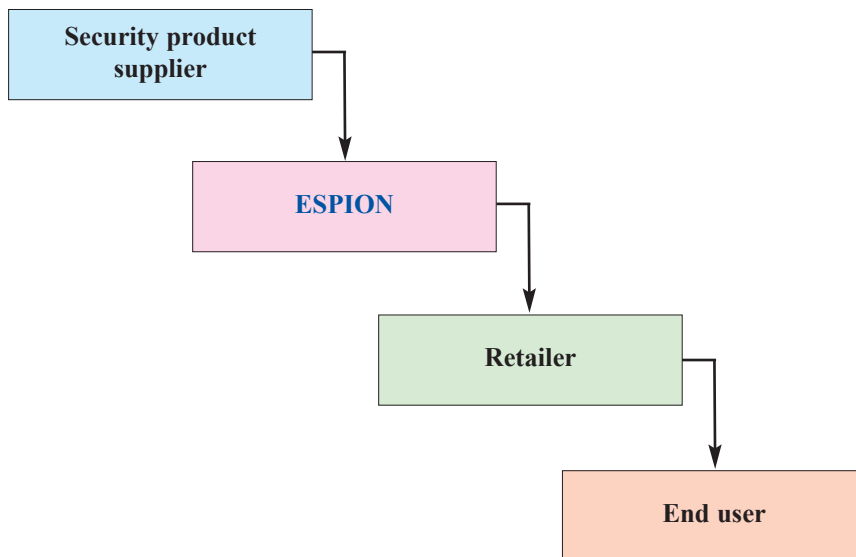 Security product
supplier
ESPION
Retailer
End user